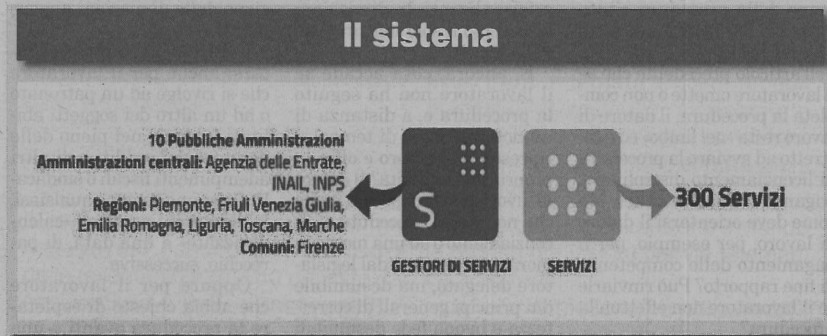 Il sistema
10 Pubbliche Amministrazioni
Amministrazioni centrali: Agenzia delle Entrate,
INAIL, INPS
Regioni: Piemonte, Friuli Venezia Giulia,
Emilia Romagna, Liguria, Toscana, Marche
Comuni: Firenze
S
GESTORI DI SERVIZI
SERVIZI
300 Servizi